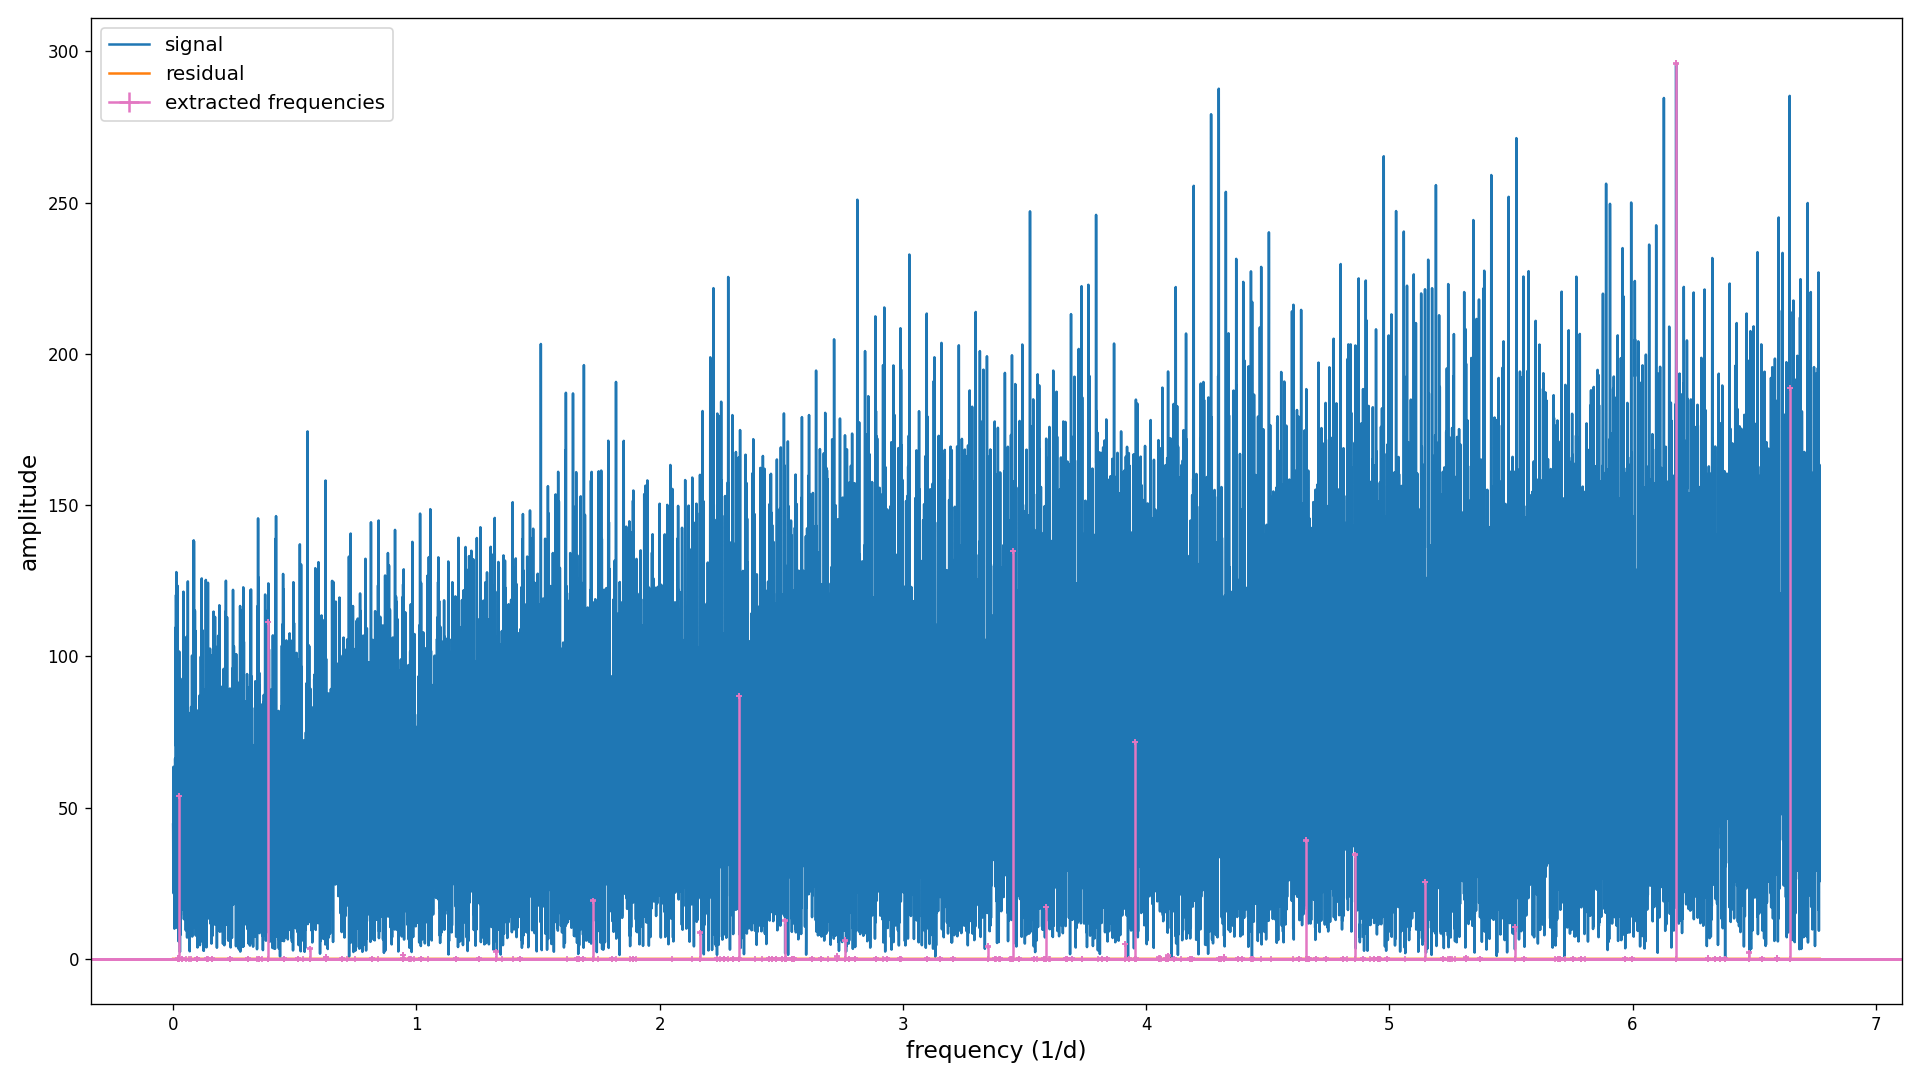 signal
residual
extracted frequencies
300
250
200
150
100
50
0
amplitude
0 1 2 3 4 5 6 7
frequency (1/d)